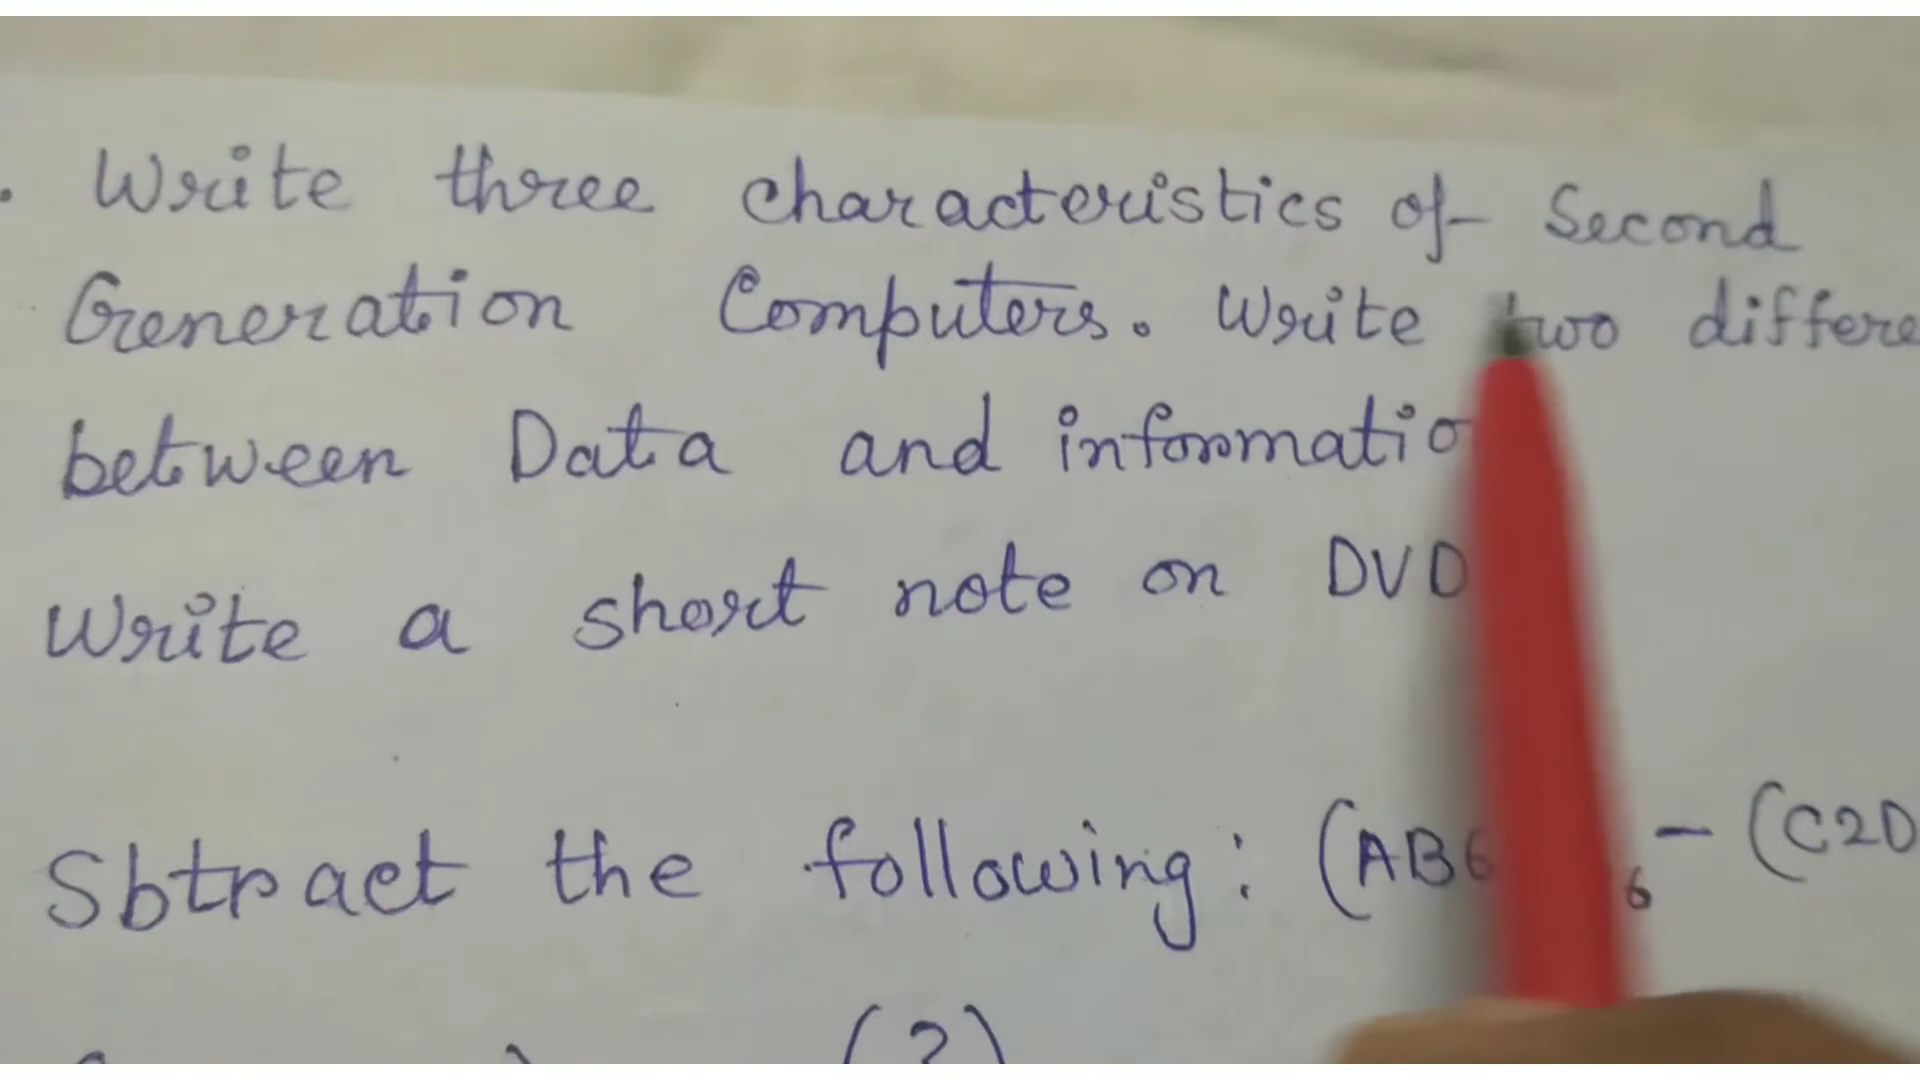 . Write three characteristics of Second
Generation Computers. Write two differe
between Data and informatio
Write a short note on DVD
Sbtract the following: (AB6 6 - (C2D
(?)